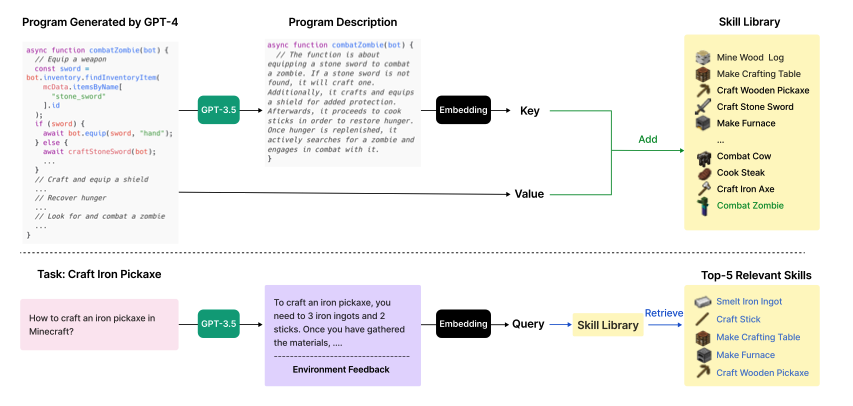 Program Generated by GPT-4
Program Description
Skill Library
async function combatZombie(bot) {
// Equip a weapon
const sword =
bot.inventory.findInventoryItem(
mcData.itemsByName[
"stone_sword"
].id
);
if (sword) {
await bot.equip(sword, "hand");
} else {
await craftStoneSword(bot);
...
}
// Craft and equip a shield
...
// Recover hunger
...
// Look for and combat a zombie
...
}
GPT-3.5
async function combatZombie(bot) {
// The function is about
equipping a stone sword to combat
a zombie. If a stone sword is not
found, it will craft one.
Additionally, it crafts and equips
a shield for added protection.
Afterwards, it proceeds to cook
sticks in order to restore hunger.
Once hunger is replenished, it
actively searches for a zombie and
engages in combat with it.
}
Embedding
Key
Value
Add
Mine Wood Log
Make Crafting Table
Craft Wooden Pickaxe
Craft Stone Sword
Make Furnace
...
Combat Cow
Cook Steak
Craft Iron Axe
Combat Zombie
Task: Craft Iron Pickaxe
Top-5 Relevant Skills
How to craft an iron pickaxe in
Minecraft?
GPT-3.5
To craft an iron pickaxe, you
need to 3 iron ingots and 2
sticks. Once you have gathered
the materials, ....
Environment Feedback
Embedding
Query
Skill Library
Retrieve
Smelt Iron Ingot
Craft Stick
Make Crafting Table
Make Furnace
Craft Wooden Pickaxe